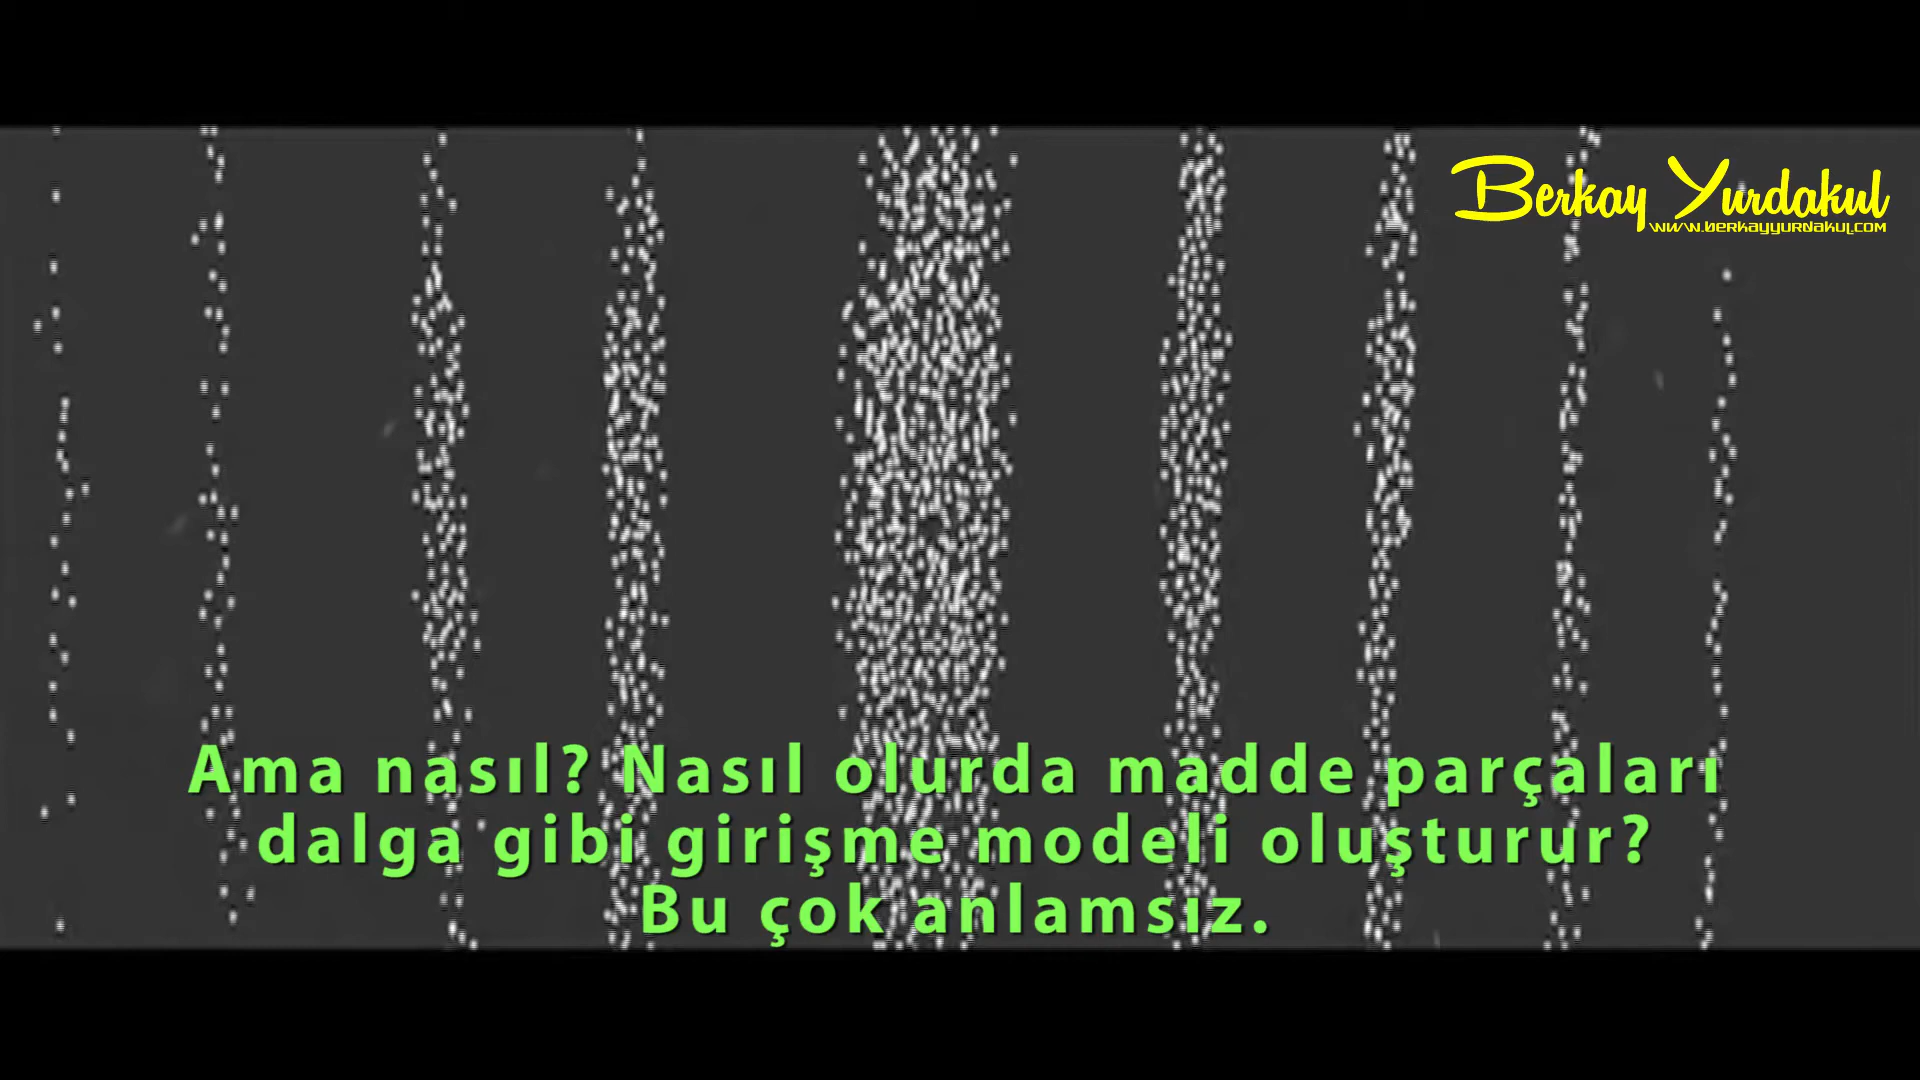 Berkay Yurdakul
www.berkayyurdakul.com
Ama nasıl? Nasıl olurda madde parçaları
dalga gibi girişme modeli oluşturur?
Bu çok anlamsız.